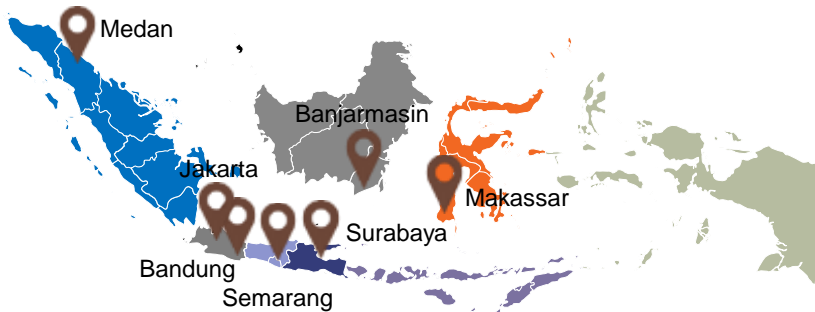 Medan
Banjarmasin
Jakarta
Makassar
Surabaya
Bandung
Semarang